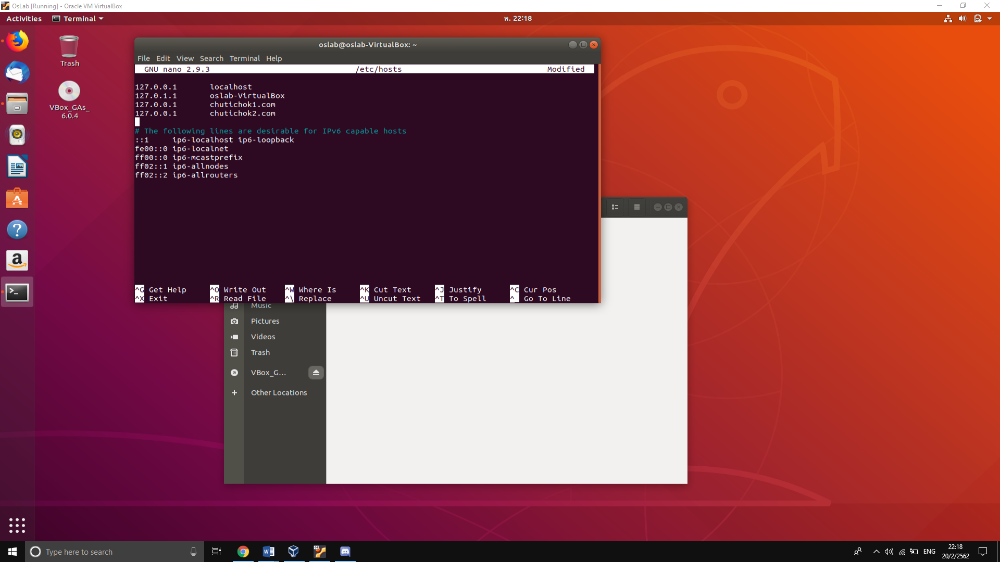 OsLab [Running] - Oracle VM VirtualBox
Activities
Terminal
พ. 22:18
Trash
VBox_GAs_
6.0.4
oslab@oslab-VirtualBox: ~
File Edit View Search Terminal Help
GNU nano 2.9.3 /etc/hosts Modified
127.0.0.1 localhost
127.0.1.1 oslab-VirtualBox
127.0.0.1 chutichok1.com
127.0.0.1 chutichok2.com
# The following lines are desirable for IPv6 capable hosts
::1 ip6-localhost ip6-loopback
fe00::0 ip6-localnet
ff00::0 ip6-mcastprefix
ff02::1 ip6-allnodes
ff02::2 ip6-allrouters
^G Get Help ^O Write Out ^W Where Is ^K Cut Text ^J Justify ^C Cur Pos
^X Exit ^R Read File ^\ Replace ^U Uncut Text ^T To Spell ^_ Go To Line
Music
Pictures
Videos
Trash
VBox_G...
Other Locations
Type here to search
ENG
22:18
20/2/2562